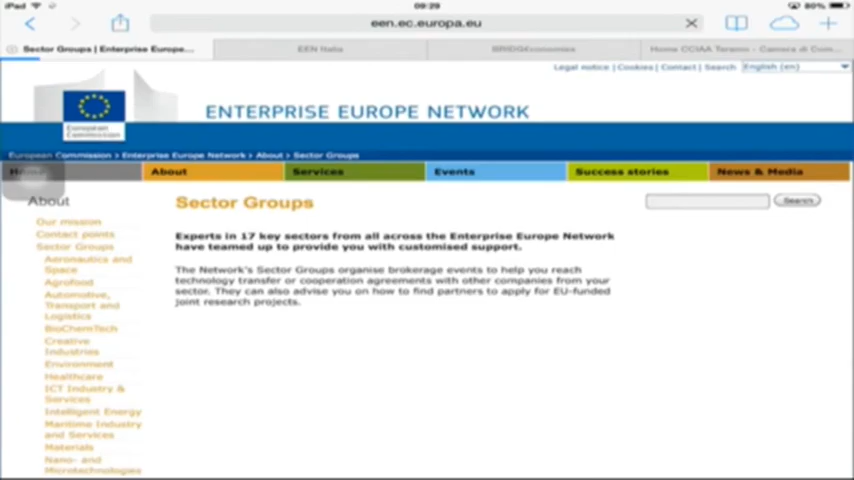 iPad
09:29
80%
een.ec.europa.eu
Sector Groups | Enterprise Europe...
EEN Italia
BRIDGEconomies
Home CCIAA Teramo - Camera di Com...
Legal notice | Cookies | Contact | Search
English (en)
European
Commission
ENTERPRISE EUROPE NETWORK
European Commission > Enterprise Europe Network > About > Sector Groups
Home
About
Services
Events
Success stories
News & Media
About
Sector Groups
Search
Our mission
Contact points
Sector Groups
Aeronautics and
Space
Agrofood
Automotive,
Transport and
Logistics
BioChemTech
Creative
Industries
Environment
Healthcare
ICT Industry &
Services
Intelligent Energy
Maritime Industry
and Services
Materials
Nano- and
Microtechnologies
Experts in 17 key sectors from all across the Enterprise Europe Network
have teamed up to provide you with customised support.
The Network's Sector Groups organise brokerage events to help you reach
technology transfer or cooperation agreements with other companies from your
sector. They can also advise you on how to find partners to apply for EU-funded
joint research projects.